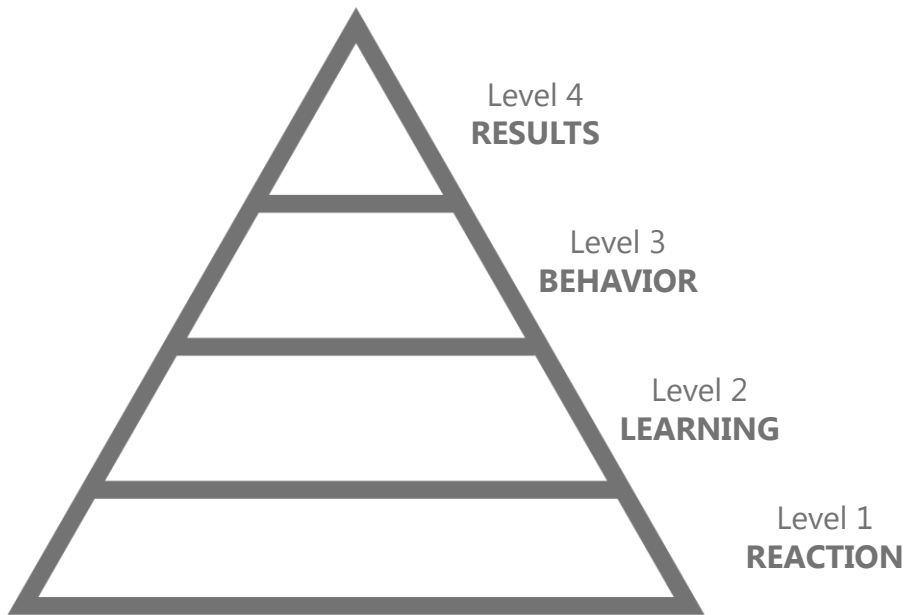 Level 4
RESULTS
Level 3
BEHAVIOR
Level 2
LEARNING
Level 1
REACTION